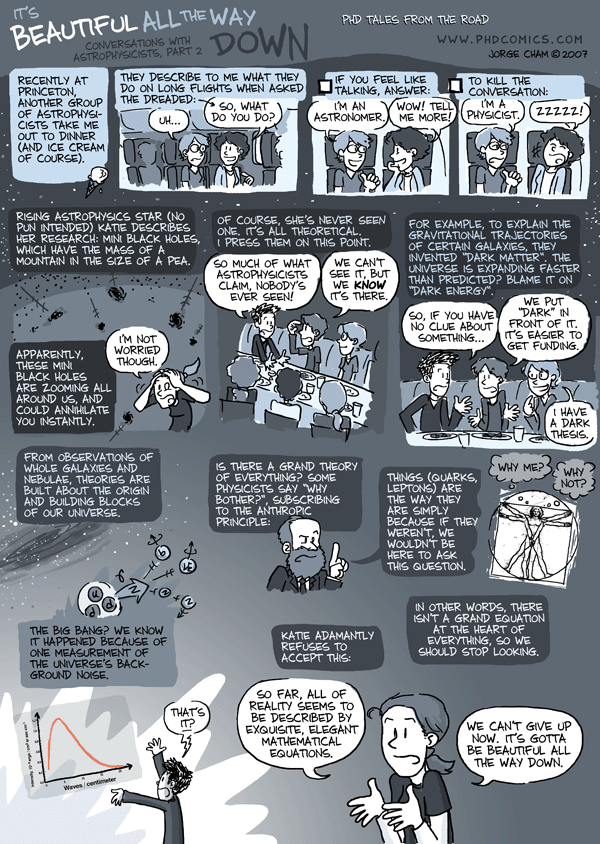 IT'S
BEAUTIFUL ALL THE WAY
DOWN
CONVERSATIONS WITH
ASTROPHYSICISTS, PART 2
PHD TALES FROM THE ROAD
WWW.PHDCOMICS.COM
JORGE CHAM © 2007
RECENTLY AT
PRINCETON,
ANOTHER GROUP
OF ASTROPHYSI-
CISTS TAKE ME
OUT TO DINNER
(AND ICE CREAM
OF COURSE).
THEY DESCRIBE TO ME WHAT THEY
DO ON LONG FLIGHTS WHEN ASKED
THE DREADED:
SO, WHAT
DO YOU DO?
UH...
IF YOU FEEL LIKE
TALKING, ANSWER:
I'M AN
ASTRONOMER.
WOW! TELL
ME MORE!
TO KILL THE
CONVERSATION:
I'M A
PHYSICIST.
ZZZZZ!
RISING ASTROPHYSICS STAR (NO
PUN INTENDED) KATIE DESCRIBES
HER RESEARCH: MINI BLACK HOLES,
WHICH HAVE THE MASS OF A
MOUNTAIN IN THE SIZE OF A PEA.
I'M NOT
WORRIED
THOUGH.
APPARENTLY,
THESE MINI
BLACK HOLES
ARE ZOOMING ALL
AROUND US, AND
COULD ANNIHILATE
YOU INSTANTLY.
OF COURSE, SHE'S NEVER SEEN
ONE, IT'S ALL THEORETICAL.
I PRESS THEM ON THIS POINT.
SO MUCH OF WHAT
ASTROPHYSICISTS
CLAIM, NOBODY'S
EVER SEEN!
WE CAN'T
SEE IT, BUT
WE KNOW
IT'S THERE.
FOR EXAMPLE, TO EXPLAIN THE
GRAVITATIONAL TRAJECTORIES
OF CERTAIN GALAXIES, THEY
INVENTED "DARK MATTER". THE
UNIVERSE IS EXPANDING FASTER
THAN PREDICTED? BLAME IT ON
"DARK ENERGY".
SO, IF YOU HAVE
NO CLUE ABOUT
SOMETHING...
WE PUT
"DARK" IN
FRONT OF IT.
IT'S EASIER TO
GET FUNDING.
I HAVE
A DARK
THESIS.
FROM OBSERVATIONS OF
WHOLE GALAXIES AND
NEBULAE, THEORIES ARE
BUILT ABOUT THE ORIGIN
AND BUILDING BLOCKS
OF OUR UNIVERSE.
THE BIG BANG? WE KNOW
IT HAPPENED BECAUSE OF
ONE MEASUREMENT OF
THE UNIVERSE'S BACK-
GROUND NOISE.
IS THERE A GRAND THEORY
OF EVERYTHING? SOME
PHYSICISTS SAY "WHY
BOTHER?", SUBSCRIBING
TO THE ANTHROPIC
PRINCIPLE:
THINGS (QUARKS,
LEPTONS) ARE
THE WAY THEY
ARE SIMPLY
BECAUSE IF THEY
WEREN'T, WE
WOULDN'T BE
HERE TO ASK
THIS QUESTION.
WHY ME?
WHY
NOT?
IN OTHER WORDS, THERE
ISN'T A GRAND EQUATION
AT THE HEART OF
EVERYTHING, SO WE
SHOULD STOP LOOKING.
KATIE ADAMANTLY
REFUSES TO
ACCEPT THIS:
Waves / centimeter
THAT'S
IT?
SO FAR, ALL OF
REALITY SEEMS TO
BE DESCRIBED BY
EXQUISITE, ELEGANT
MATHEMATICAL
EQUATIONS.
WE CAN'T GIVE UP
NOW. IT'S GOTTA
BE BEAUTIFUL ALL
THE WAY DOWN.